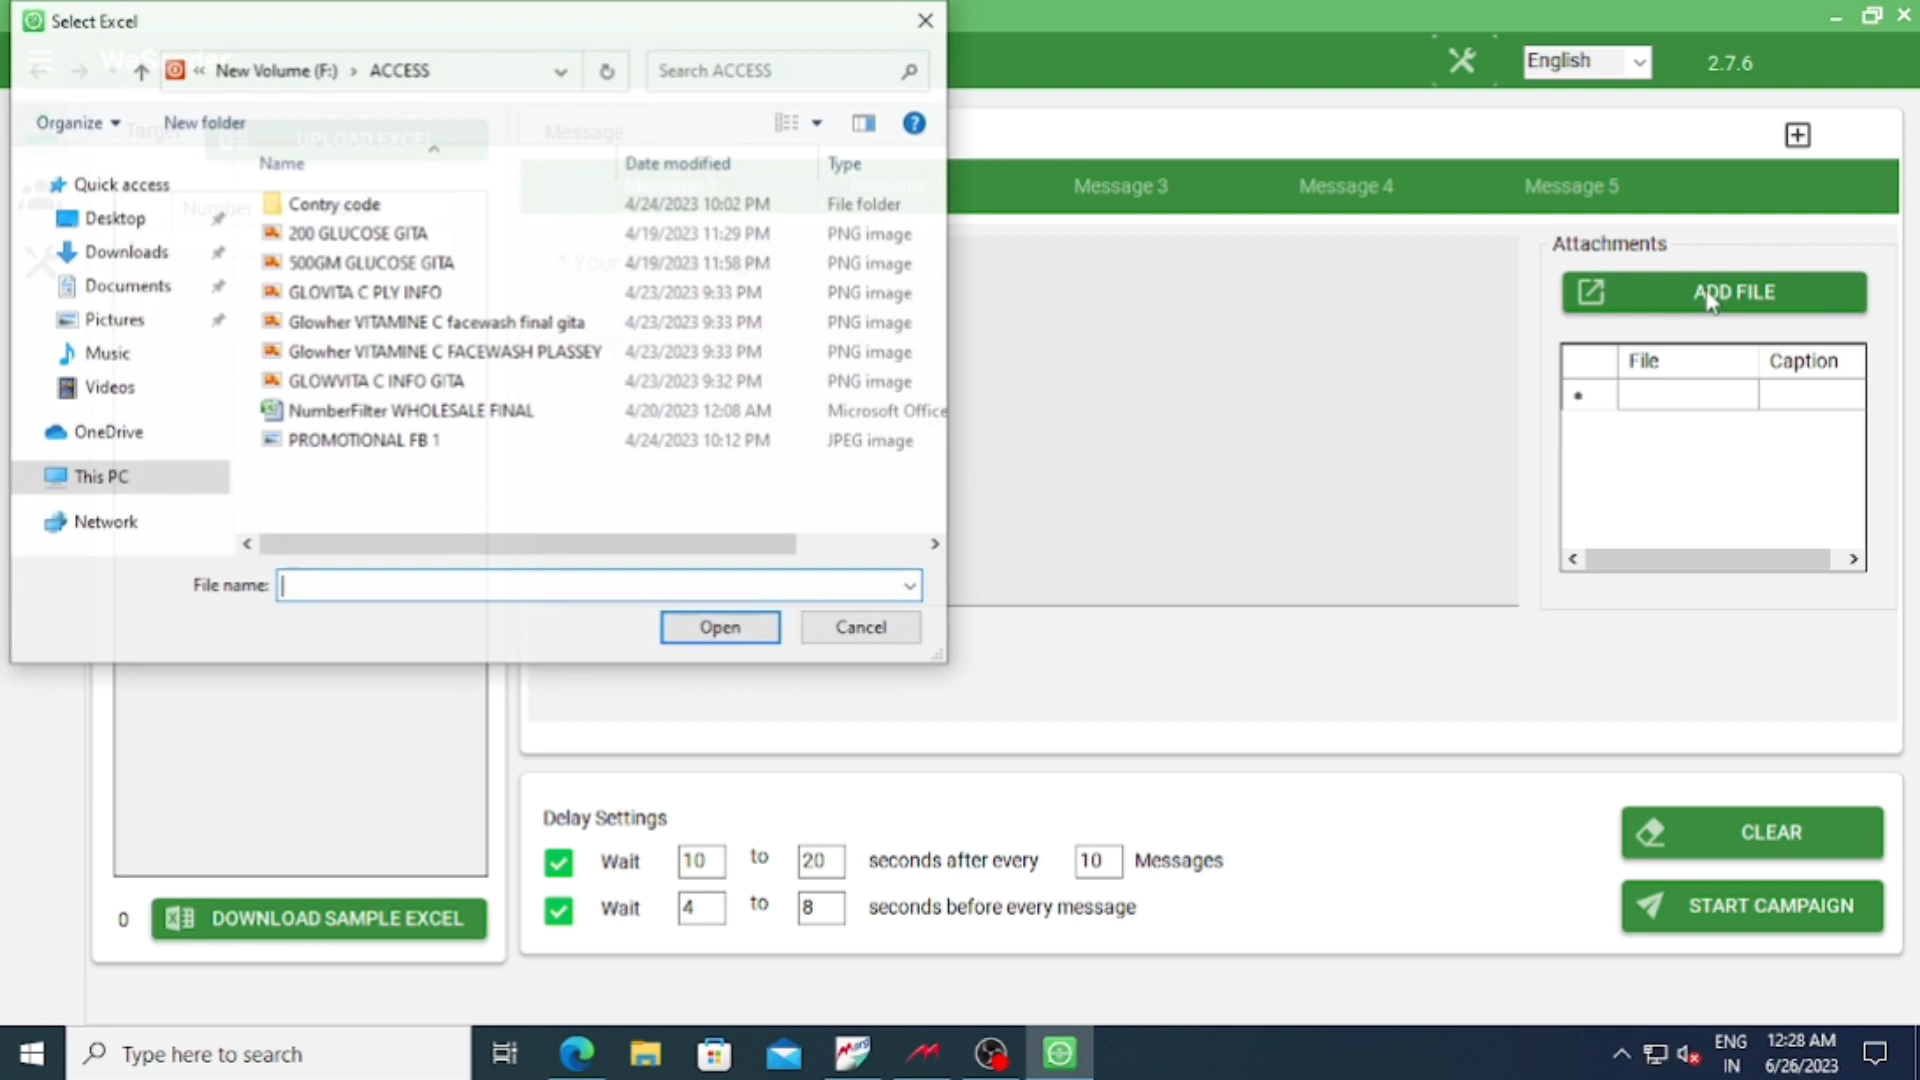 Select Excel
WaSender
English
2.7.6
« New Volume (F:) › ACCESS
Search ACCESS
Organize
New folder
Target
UPLOAD EXCEL
Message
Name
Date modified
Type
Quick access
Desktop
Downloads
Documents
Pictures
Music
Videos
OneDrive
This PC
Network
Number
Contry code 4/24/2023 10:02 PM File folder
200 GLUCOSE GITA 4/19/2023 11:29 PM PNG image
500GM GLUCOSE GITA 4/19/2023 11:58 PM PNG image
GLOVITA C PLY INFO 4/23/2023 9:33 PM PNG image
Glowher VITAMINE C facewash final gita 4/23/2023 9:33 PM PNG image
Glowher VITAMINE C FACEWASH PLASSEY 4/23/2023 9:33 PM PNG image
GLOWVITA C INFO GITA 4/23/2023 9:32 PM PNG image
NumberFilter WHOLESALE FINAL 4/20/2023 12:08 AM Microsoft Office
PROMOTIONAL FB 1 4/24/2023 10:12 PM JPEG image
* Your
File name:
Open
Cancel
Message 3
Message 4
Message 5
Attachments
ADD FILE
File
Caption
Delay Settings
Wait 10 to 20 seconds after every 10 Messages
Wait 4 to 8 seconds before every message
CLEAR
START CAMPAIGN
0
DOWNLOAD SAMPLE EXCEL
Type here to search
ENG
IN
12:28 AM
6/26/2023